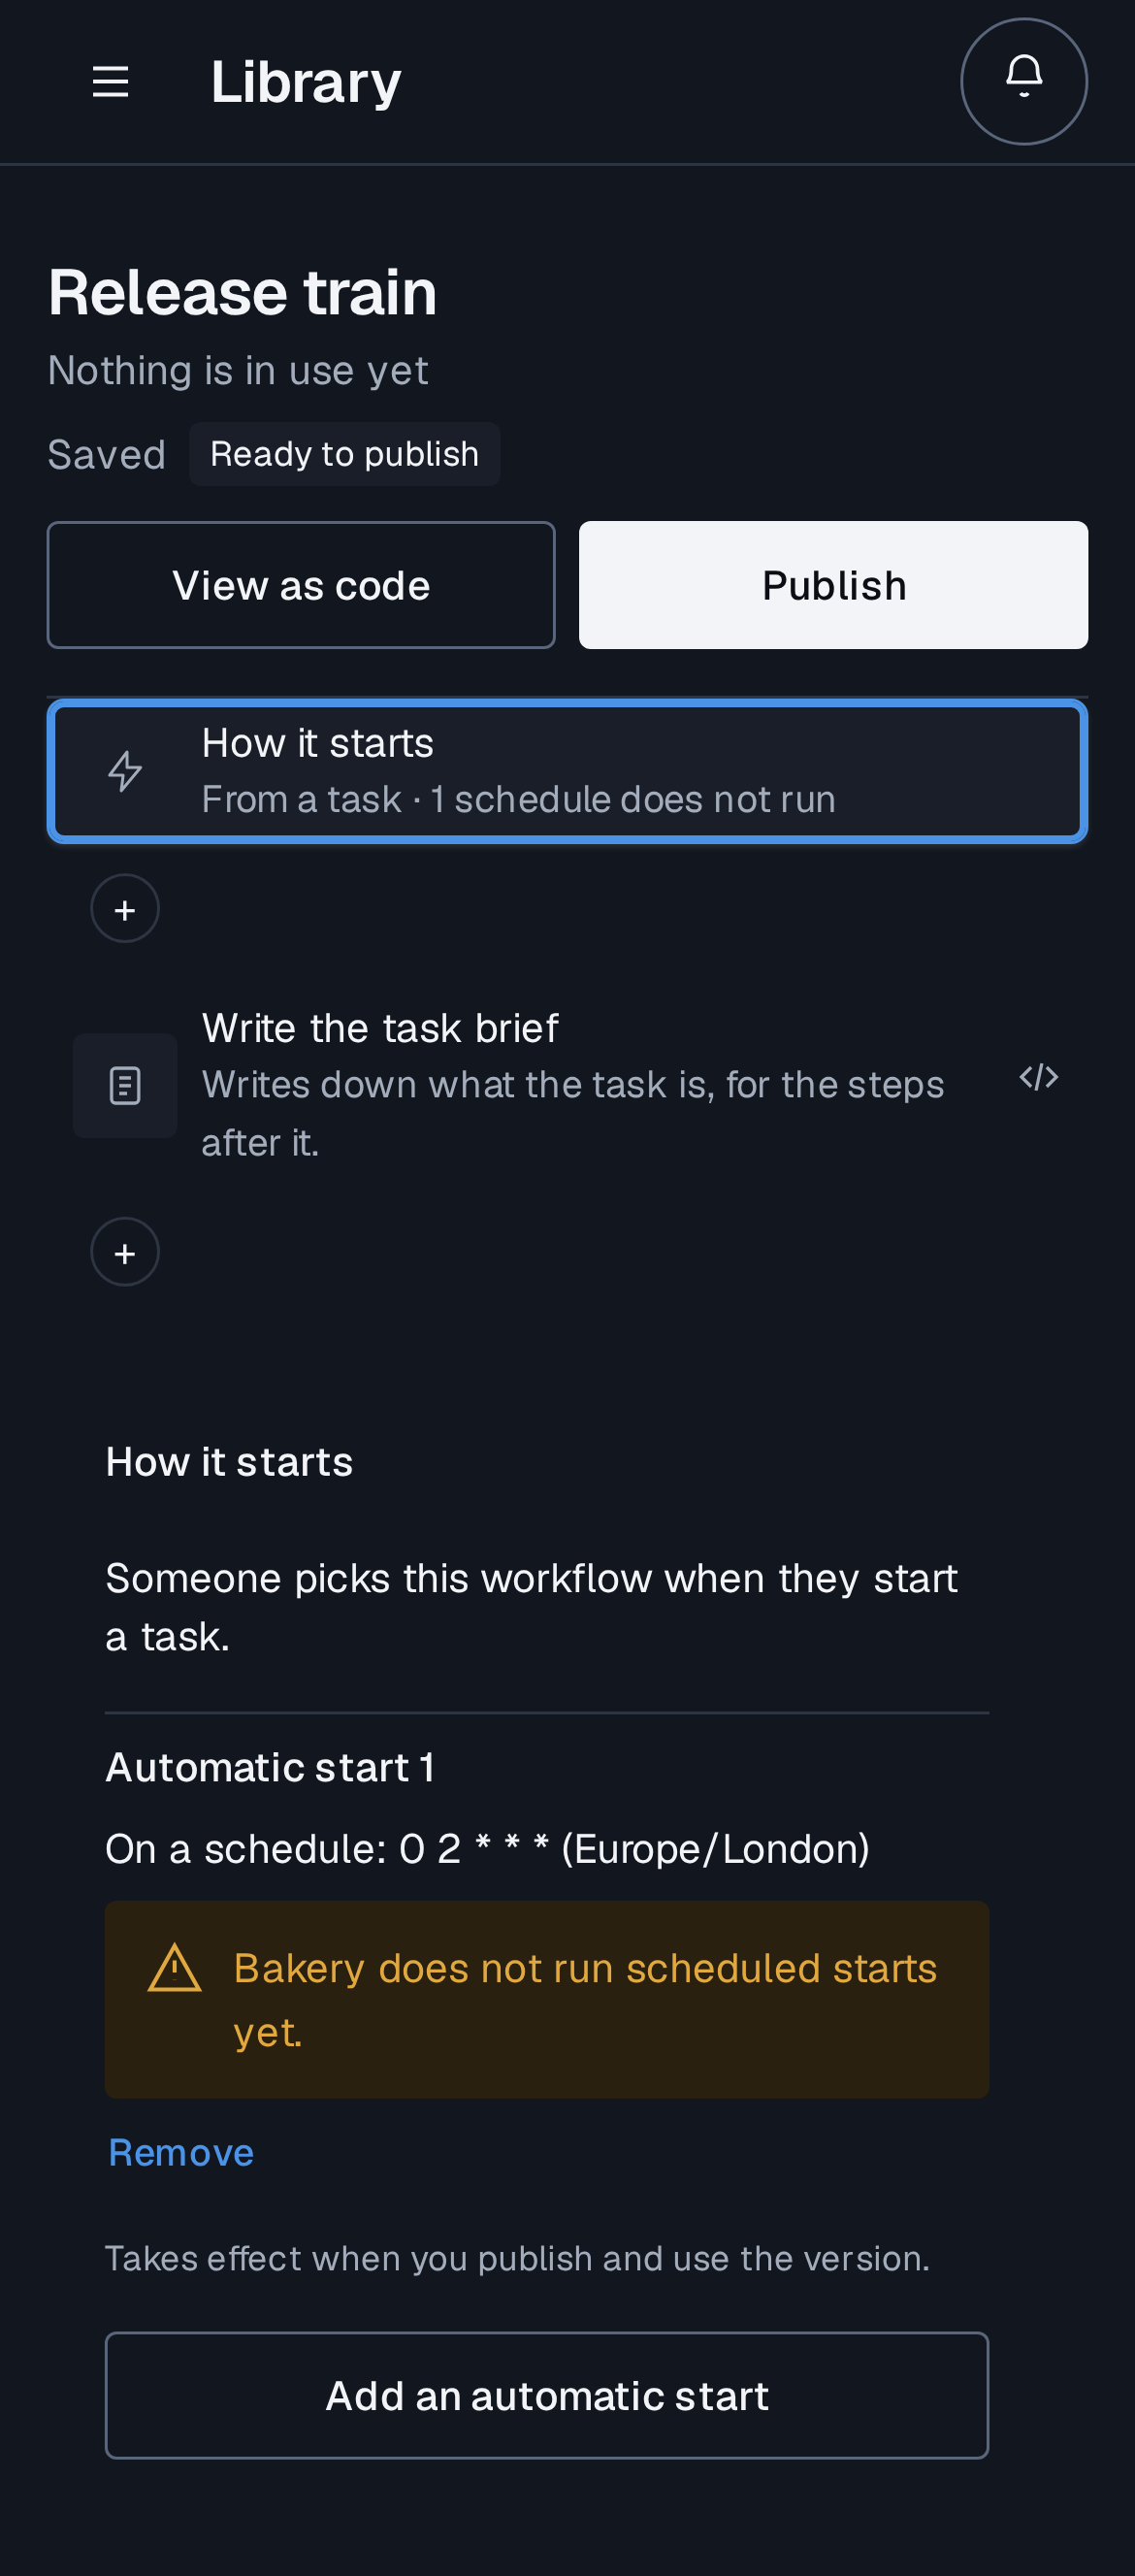 Library
Release train
Nothing is in use yet
Saved Ready to publish
View as code Publish
How it starts
From a task · 1 schedule does not run
+
Write the task brief
Writes down what the task is, for the steps
after it.
+
How it starts
Someone picks this workflow when they start
a task.
Automatic start 1
On a schedule: 0 2 * * * (Europe/London)
Bakery does not run scheduled starts
yet.
Remove
Takes effect when you publish and use the version.
Add an automatic start